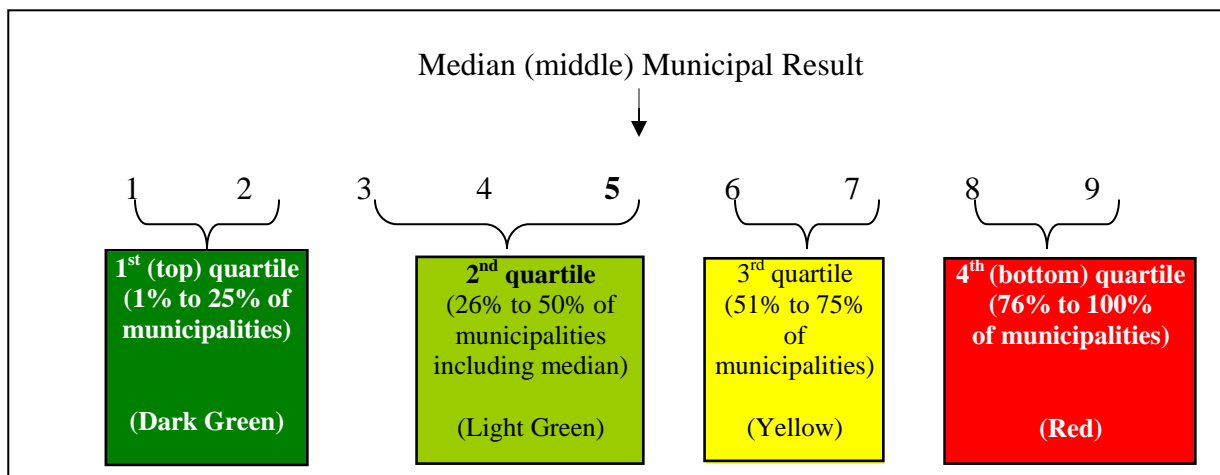 Median (middle) Municipal Result
1 2 3 4 5 6 7 8 9
1st (top) quartile
(1% to 25% of
municipalities)
(Dark Green)
2nd quartile
(26% to 50% of
municipalities
including median)
(Light Green)
3rd quartile
(51% to 75%
of
municipalities)
(Yellow)
4th (bottom) quartile
(76% to 100%
of municipalities)
(Red)